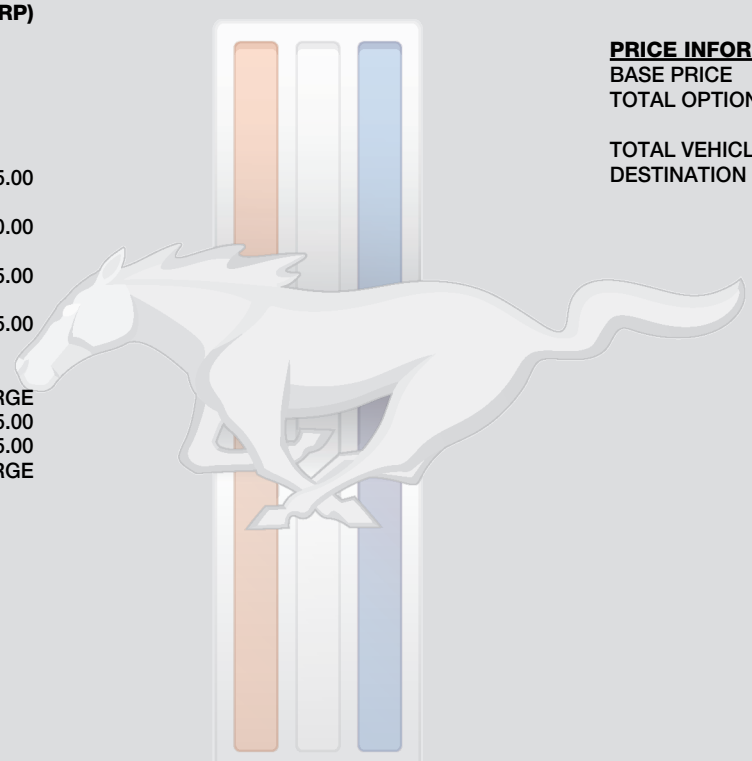 RP)
5.00
0.00
5.00
5.00
RGE
5.00
5.00
RGE
PRICE INFOR
BASE PRICE
TOTAL OPTION
TOTAL VEHICL
DESTINATION